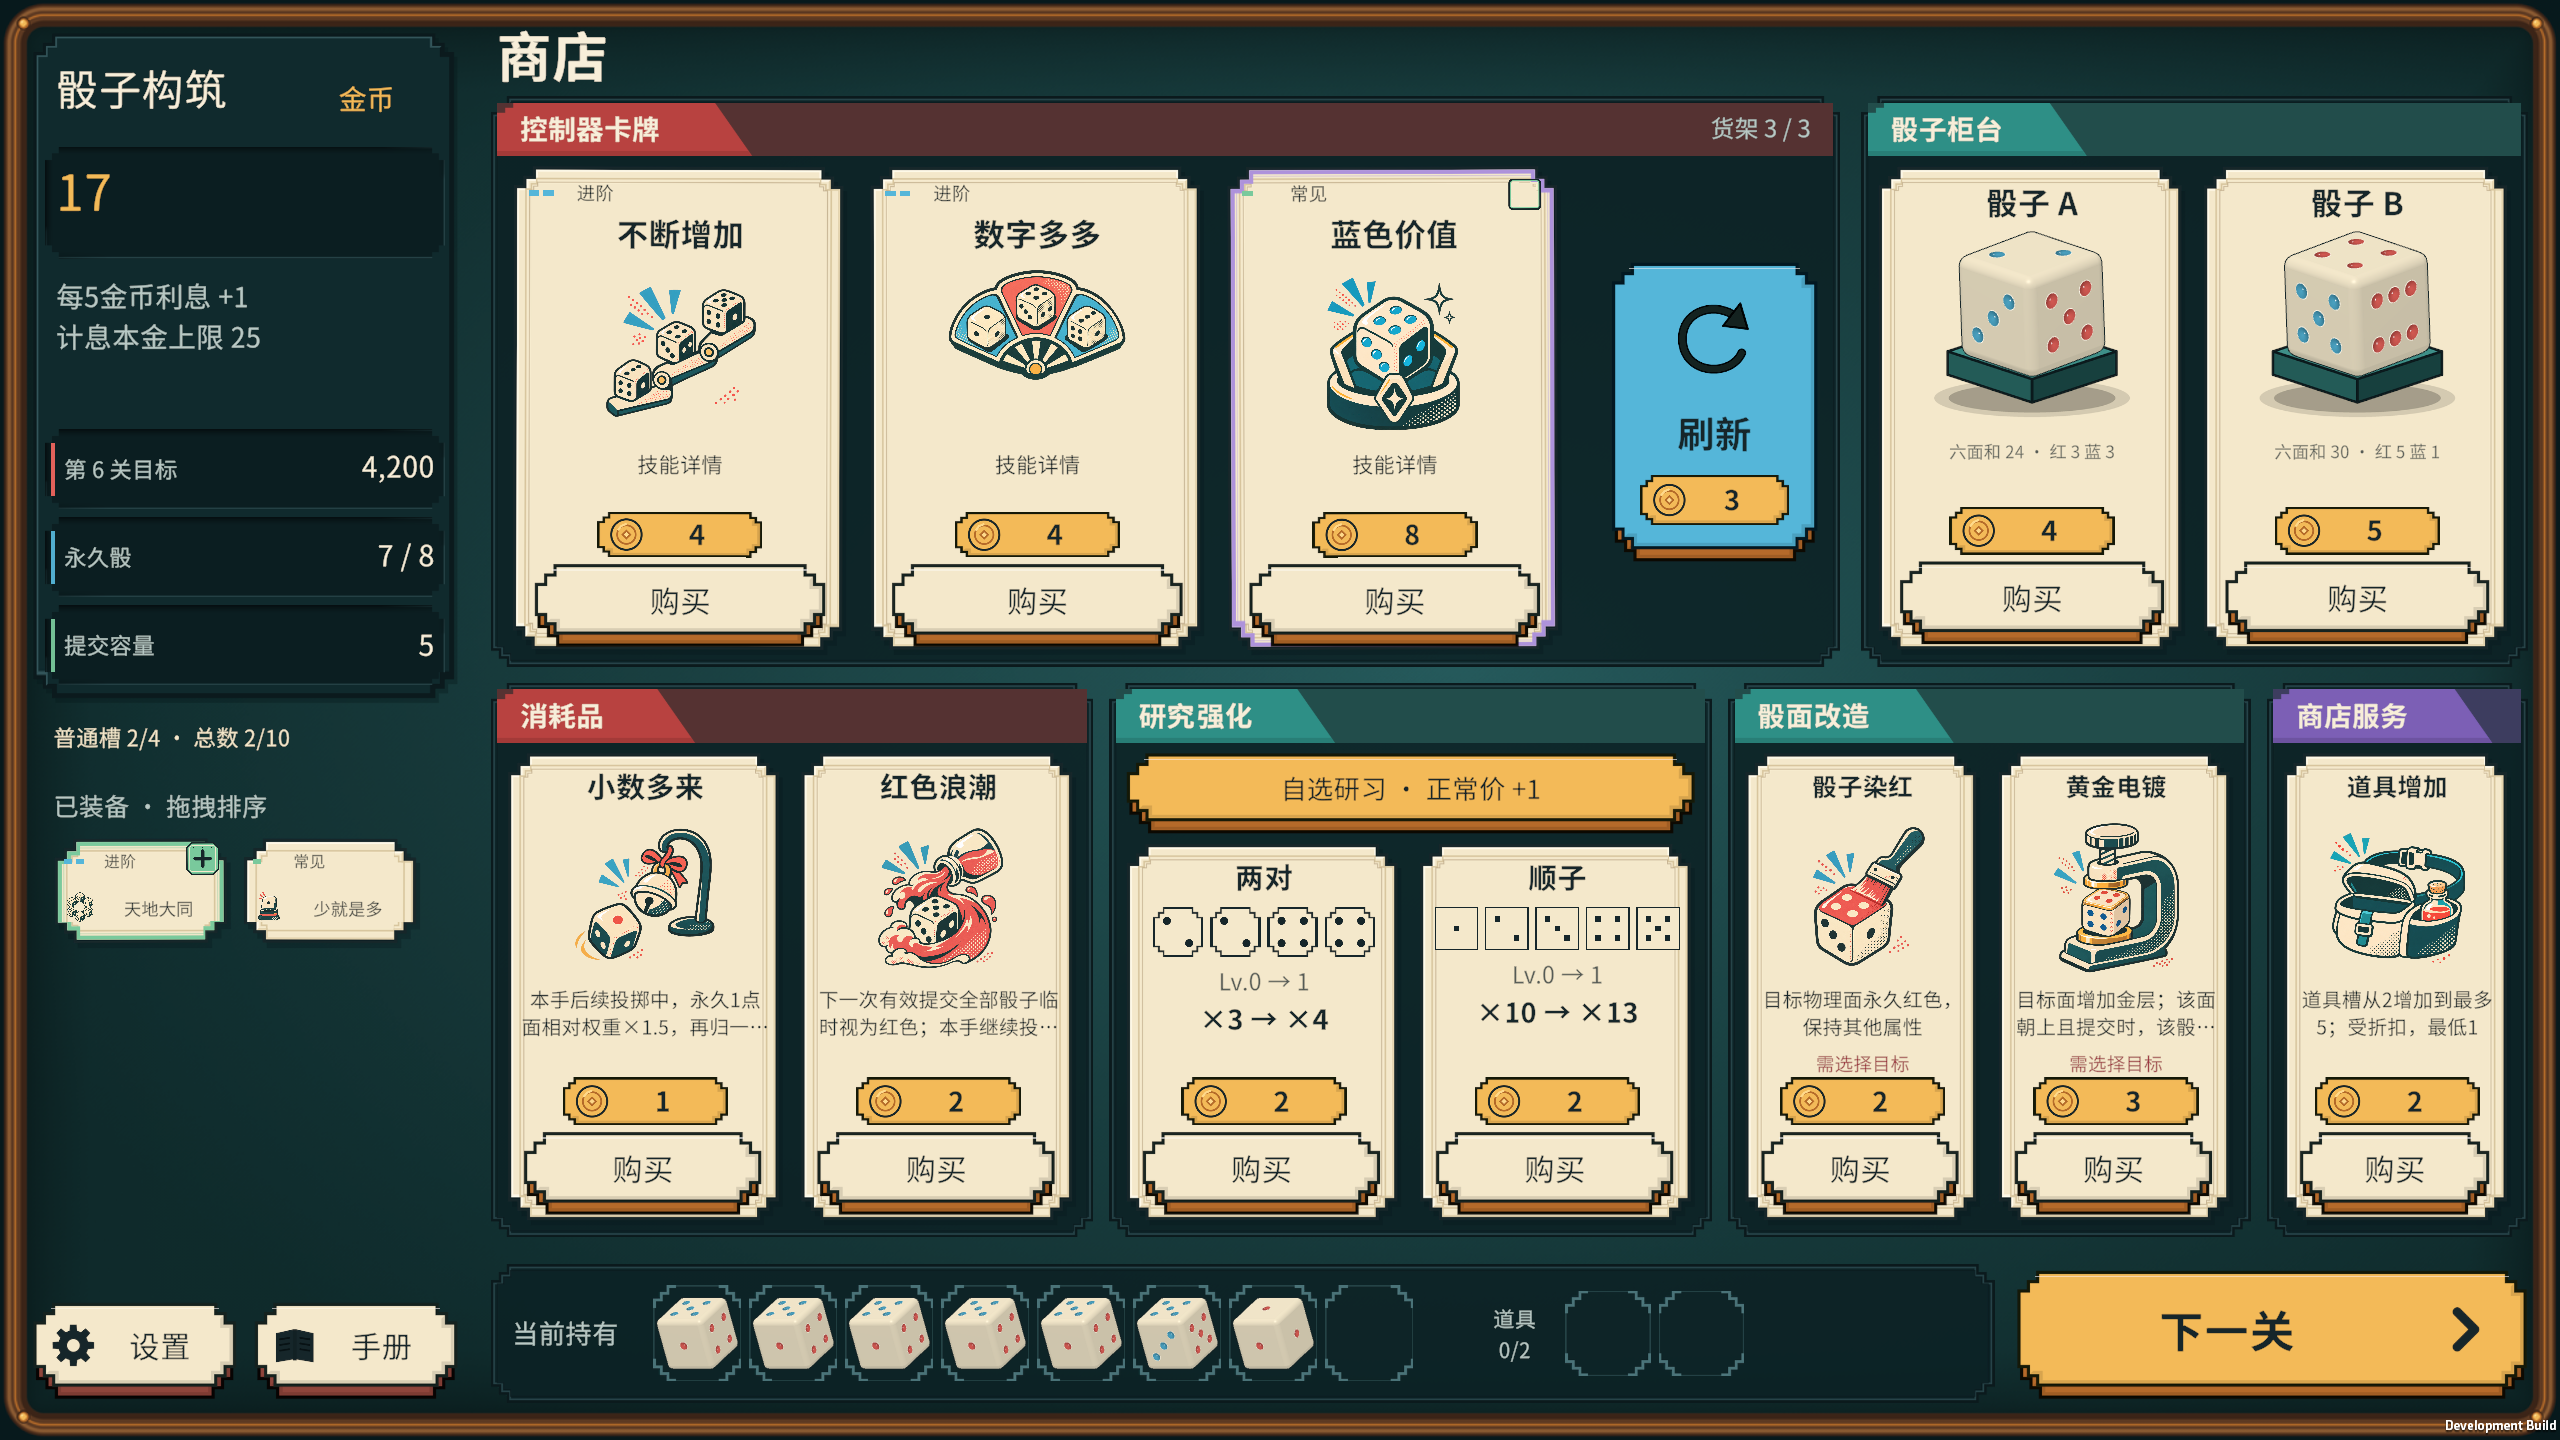 骰子构筑
金币
17
每5金币利息 +1
计息本金上限 25
第 6 关目标
4,200
永久骰
7 / 8
提交容量
5
普通槽 2/4 · 总数 2/10
已装备 · 拖拽排序
进阶
天地大同
常见
少就是多
设置
手册
商店
控制器卡牌
货架 3 / 3
进阶
不断增加
技能详情
4
购买
进阶
数字多多
技能详情
4
购买
常见
蓝色价值
技能详情
8
购买
刷新
3
骰子柜台
骰子 A
六面和 24 · 红 3 蓝 3
4
购买
骰子 B
六面和 30 · 红 5 蓝 1
5
购买
消耗品
小数多来
本手后续投掷中，永久1点
面相对权重×1.5，再归一…
1
购买
红色浪潮
下一次有效提交全部骰子临
时视为红色；本手继续投…
2
购买
研究强化
自选研习 · 正常价 +1
两对
Lv.0 → 1
×3 → ×4
2
购买
顺子
Lv.0 → 1
×10 → ×13
2
购买
骰面改造
骰子染红
目标物理面永久红色，
保持其他属性
需选择目标
2
购买
黄金电镀
目标面增加金层；该面
朝上且提交时，该骰…
需选择目标
3
购买
商店服务
道具增加
道具槽从2增加到最多
5；受折扣，最低1
2
购买
当前持有
道具
0/2
下一关
Development Build